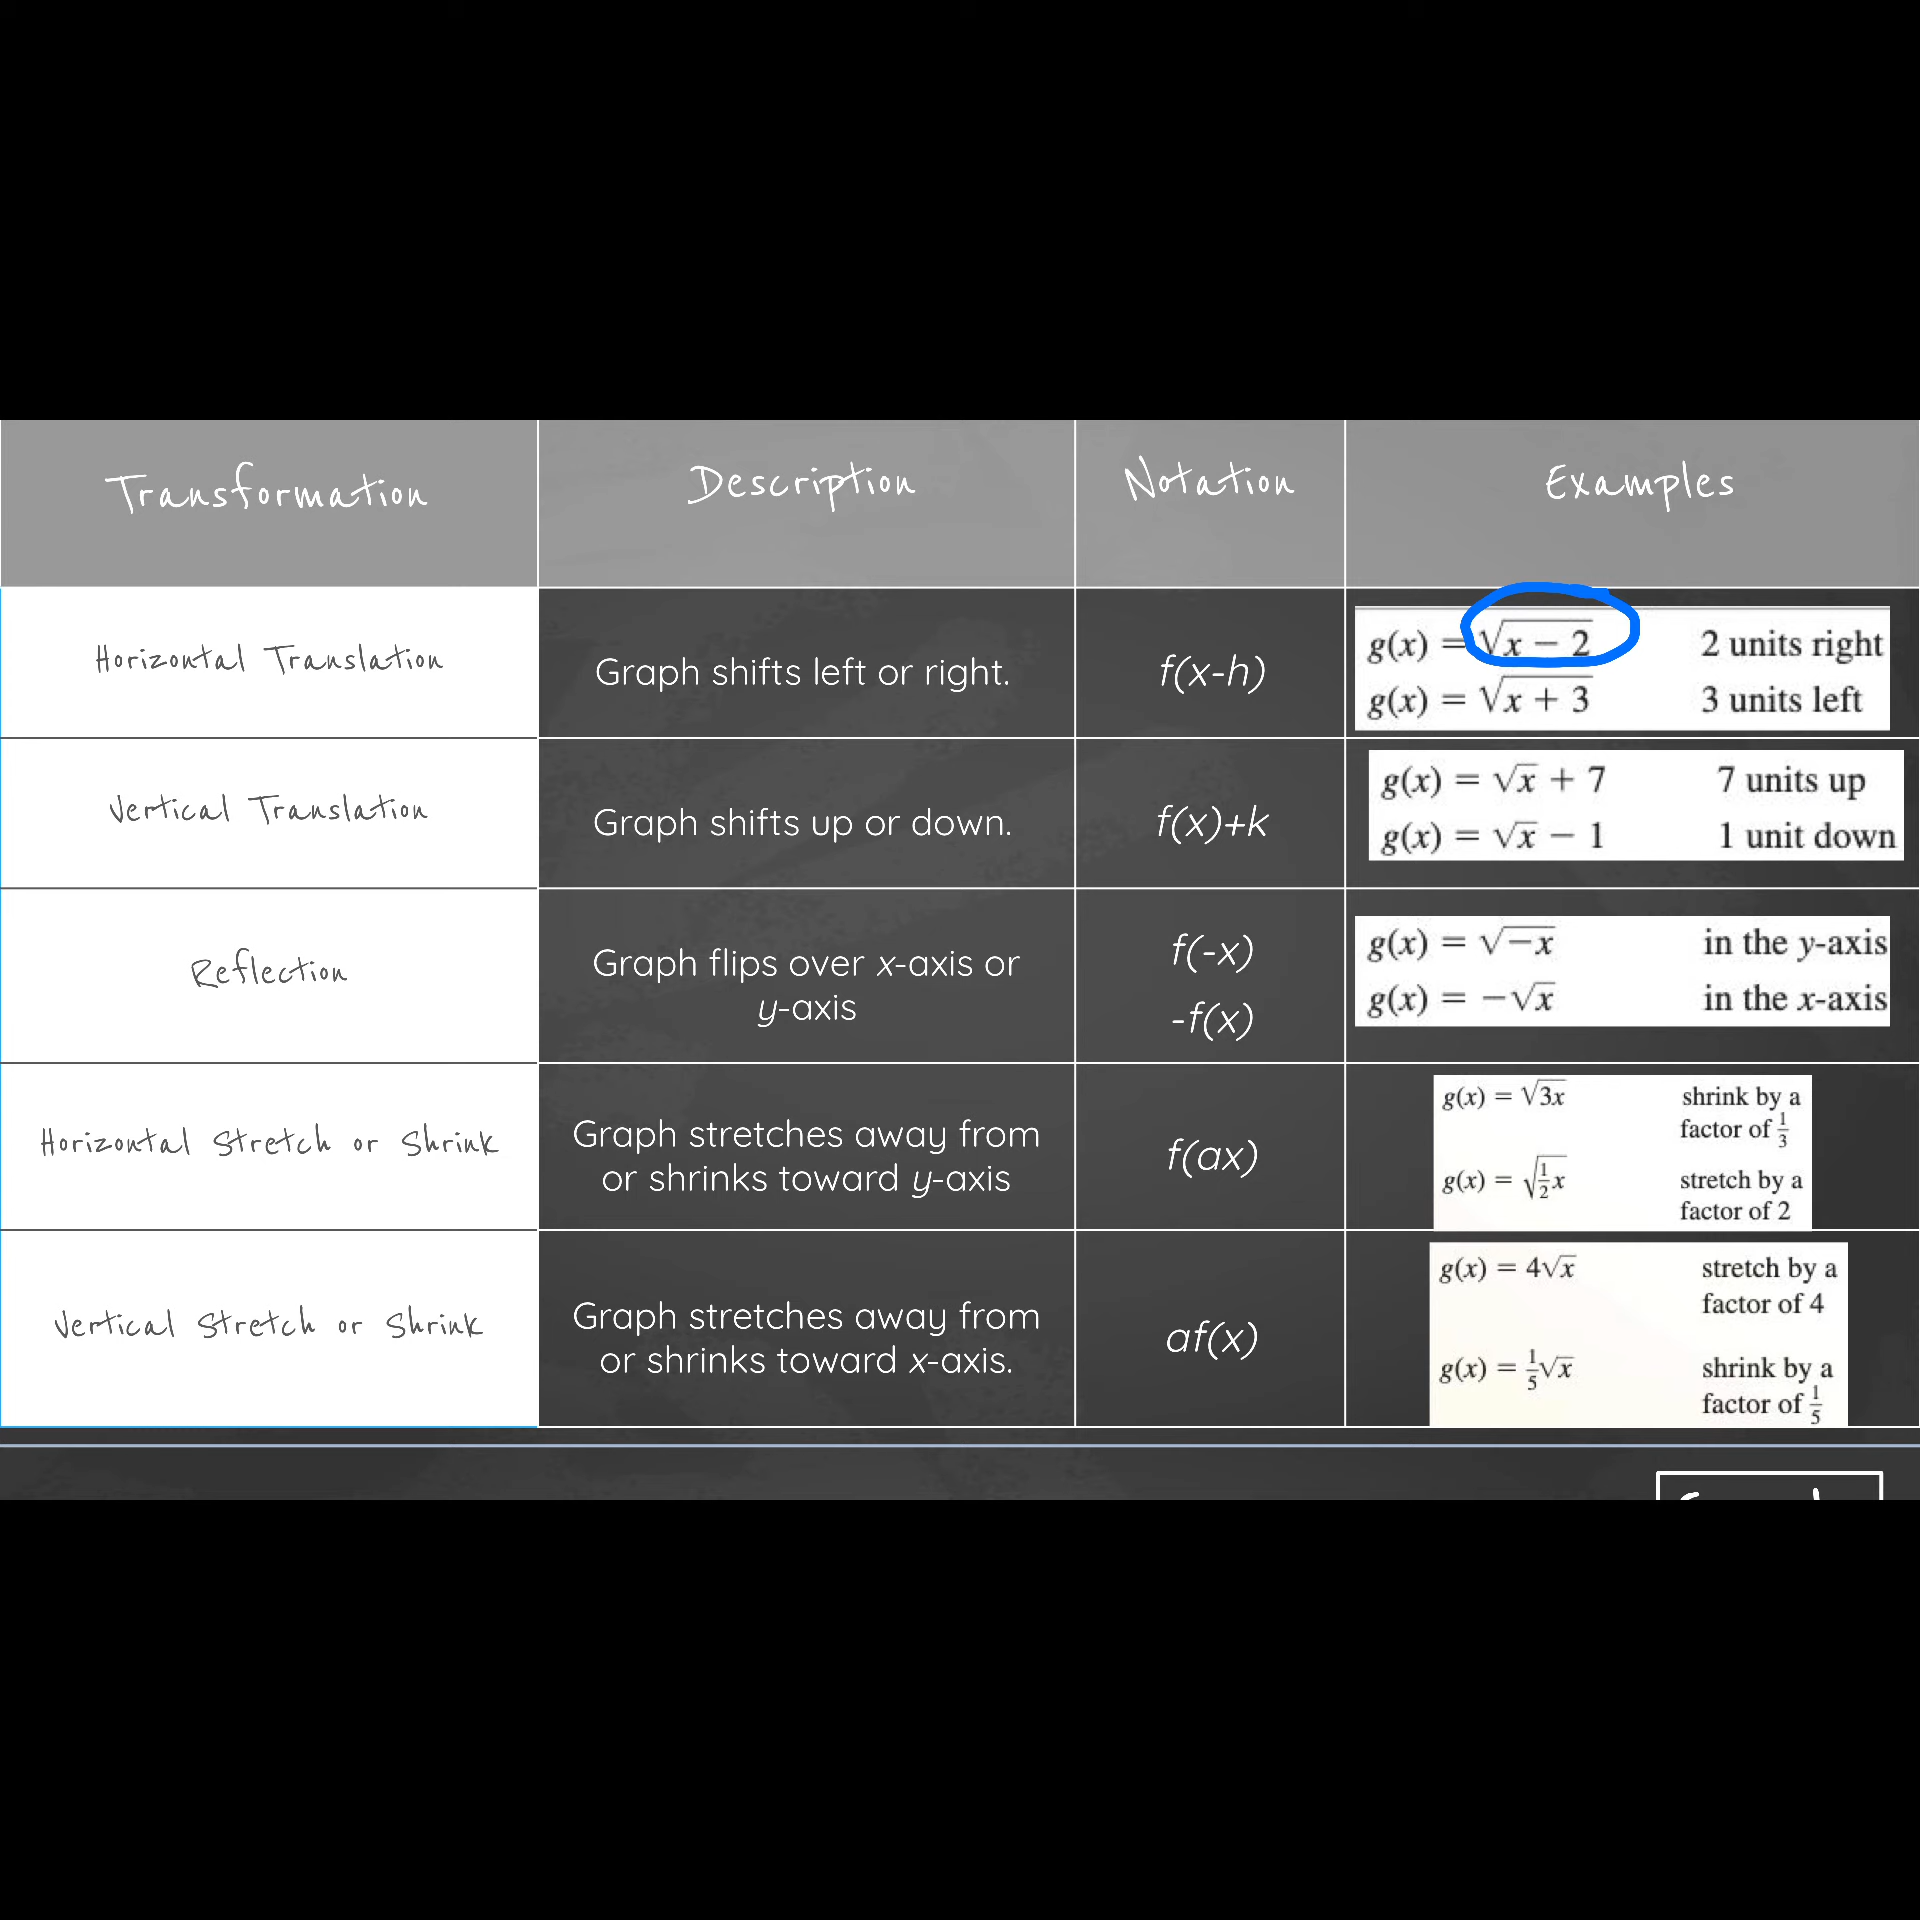 Transformation
Description
Notation
Examples
Horizontal Translation
Graph shifts left or right.
f(x-h)
g(x) = √x − 2 2 units right
g(x) = √x + 3 3 units left
Vertical Translation
Graph shifts up or down.
f(x)+k
g(x) = √x + 7 7 units up
g(x) = √x − 1 1 unit down
Reflection
Graph flips over x-axis or
y-axis
f(-x)
-f(x)
g(x) = √−x in the y-axis
g(x) = −√x in the x-axis
Horizontal Stretch or Shrink
Graph stretches away from
or shrinks toward y-axis
f(ax)
g(x) = √3x shrink by a
factor of 1/3
g(x) = √1/2x stretch by a
factor of 2
Vertical Stretch or Shrink
Graph stretches away from
or shrinks toward x-axis.
af(x)
g(x) = 4√x stretch by a
factor of 4
g(x) = 1/5√x shrink by a
factor of 1/5